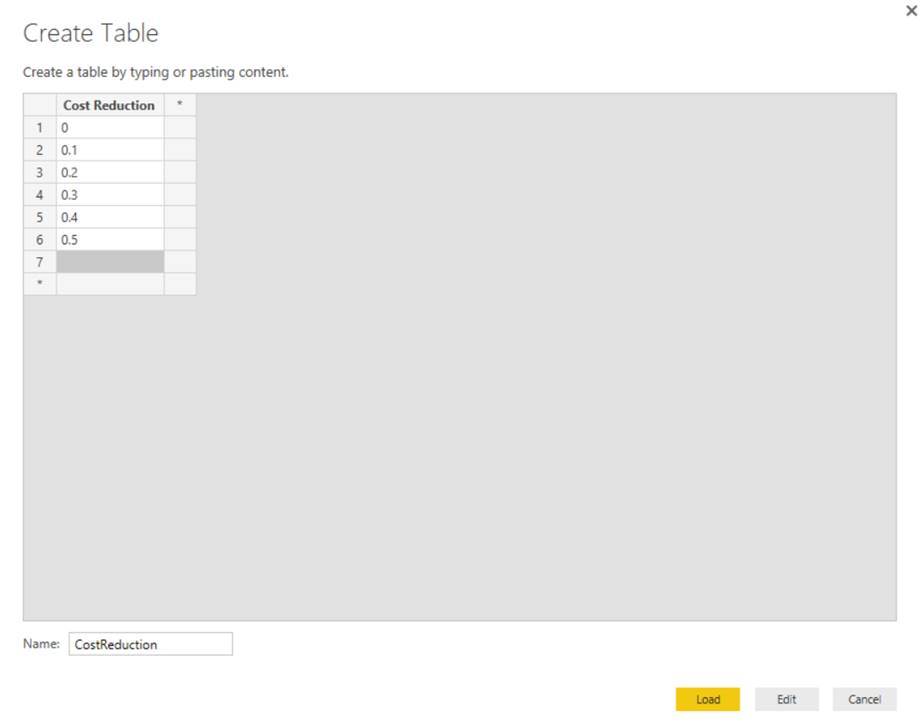 ×
Create Table
Create a table by typing or pasting content.
Cost Reduction *
1 0
2 0.1
3 0.2
4 0.3
5 0.4
6 0.5
7
*
Name: CostReduction
Load Edit Cancel